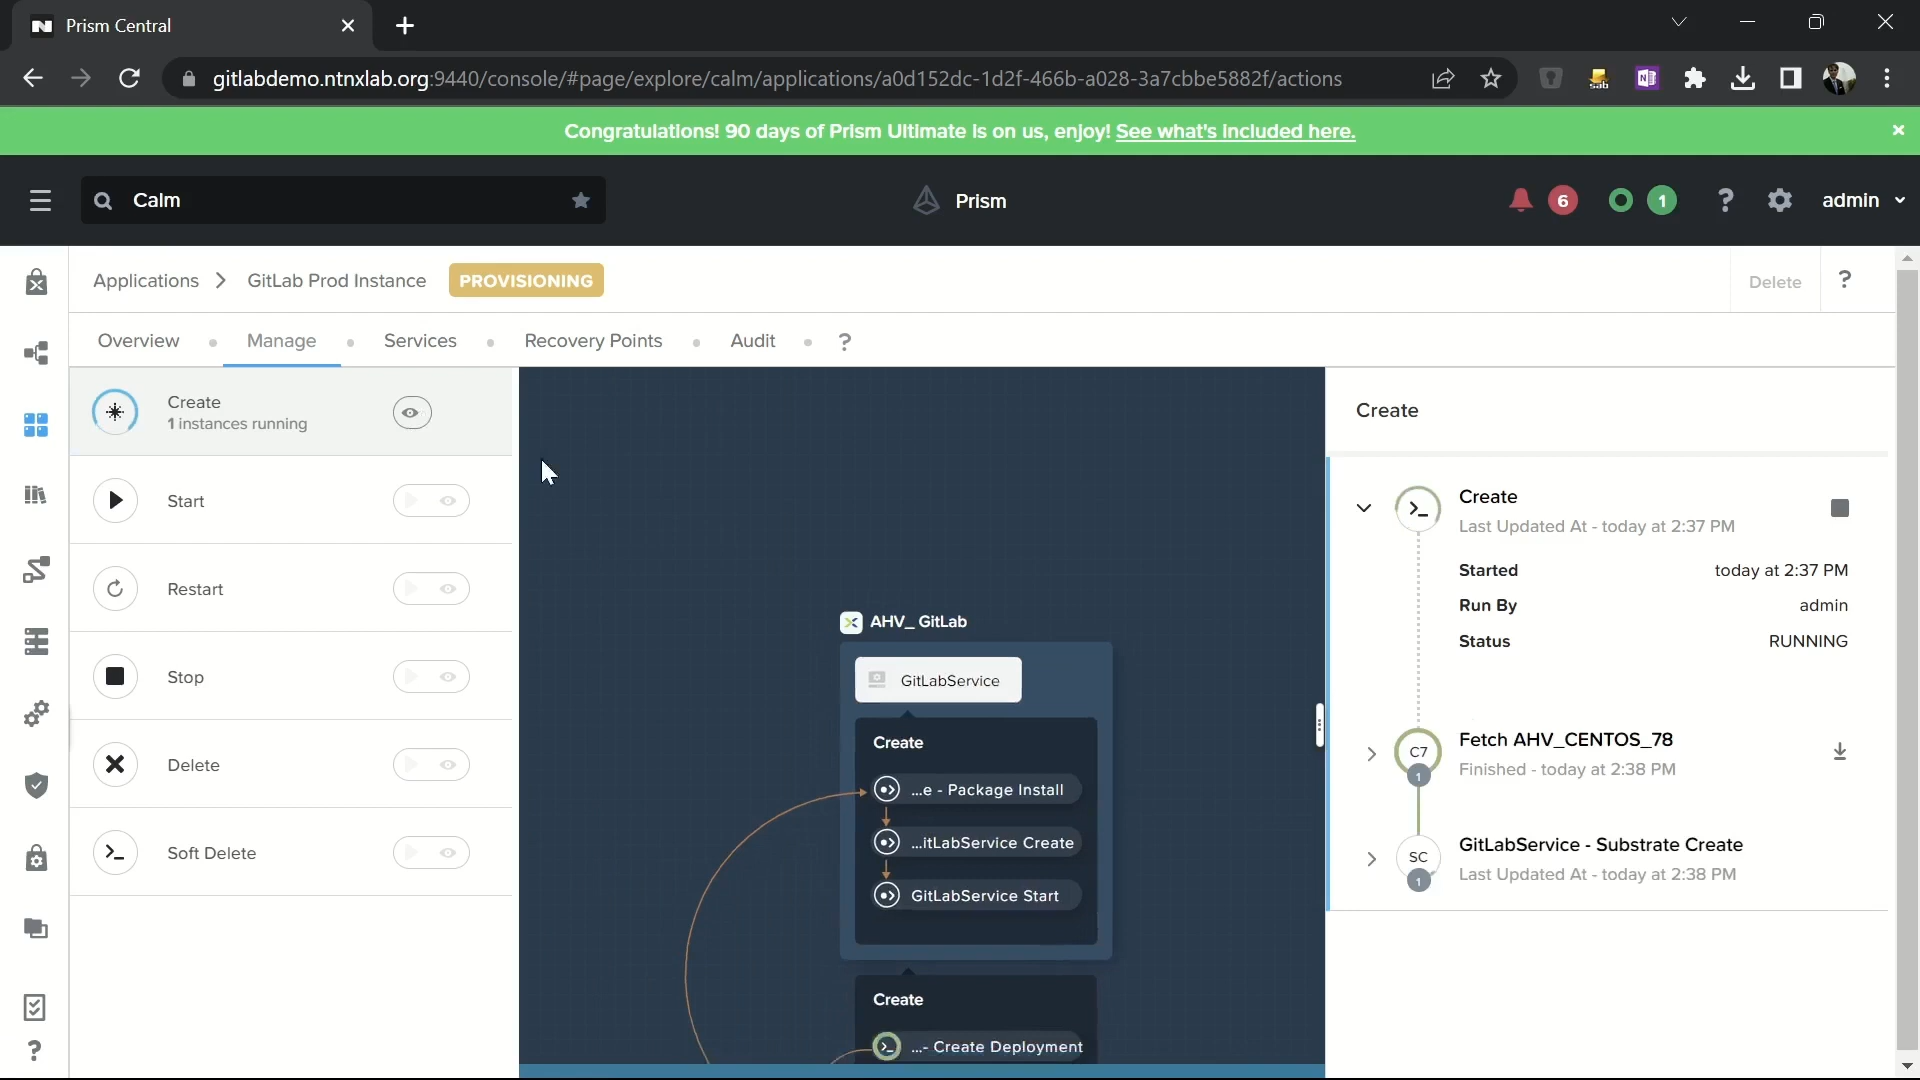 Prism Central
gitlabdemo.ntnxlab.org:9440/console/#page/explore/calm/applications/a0d152dc-1d2f-466b-a028-3a7cbbe5882f/actions
sab
N
Congratulations! 90 days of Prism Ultimate is on us, enjoy! See what's included here.
Calm
Prism
6
1
?
admin
Applications
GitLab Prod Instance
PROVISIONING
Delete
?
Overview
Manage
Services
Recovery Points
Audit
?
Create
1 instances running
Start
Restart
Stop
Delete
Soft Delete
?
AHV_ GitLab
GitLabService
Create
...e - Package Install
...itLabService Create
GitLabService Start
Create
...- Create Deployment
Create
Create
Last Updated At - today at 2:37 PM
Started today at 2:37 PM
Run By admin
Status RUNNING
C7
1
Fetch AHV_CENTOS_78
Finished - today at 2:38 PM
SC
1
GitLabService - Substrate Create
Last Updated At - today at 2:38 PM